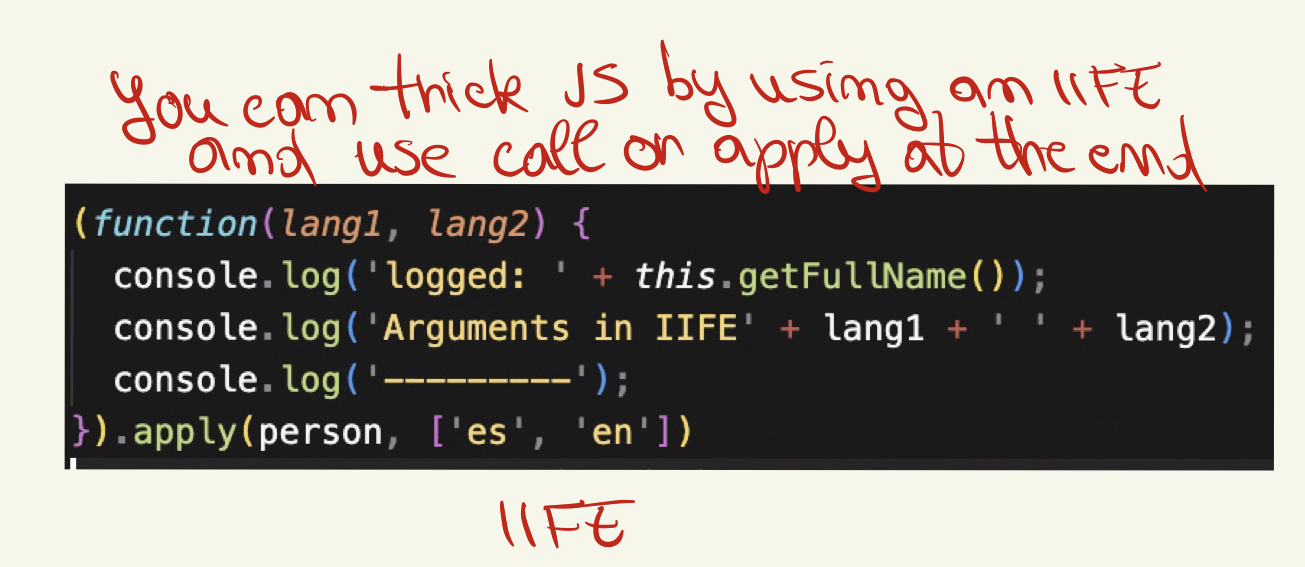 You can trick JS by using an IIFE
and use call or apply at the end
(function(lang1, lang2) {
  console.log('logged: ' + this.getFullName());
  console.log('Arguments in IIFE' + lang1 + ' ' + lang2);
  console.log('---------');
}).apply(person, ['es', 'en'])
IIFE